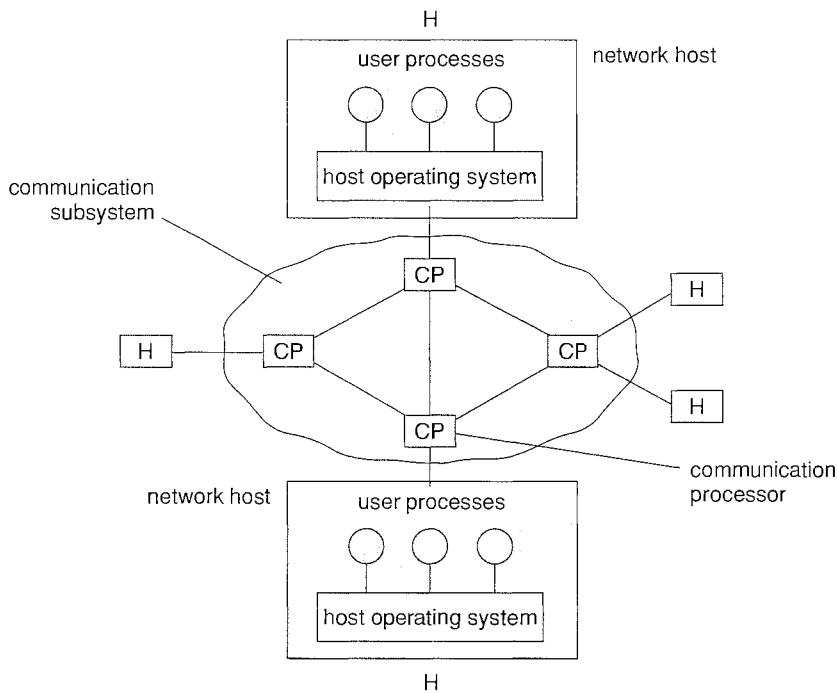 H
user processes
network host
host operating system
communication
subsystem
CP
H
H
CP
CP
H
CP
communication
processor
network host
user processes
host operating system
H